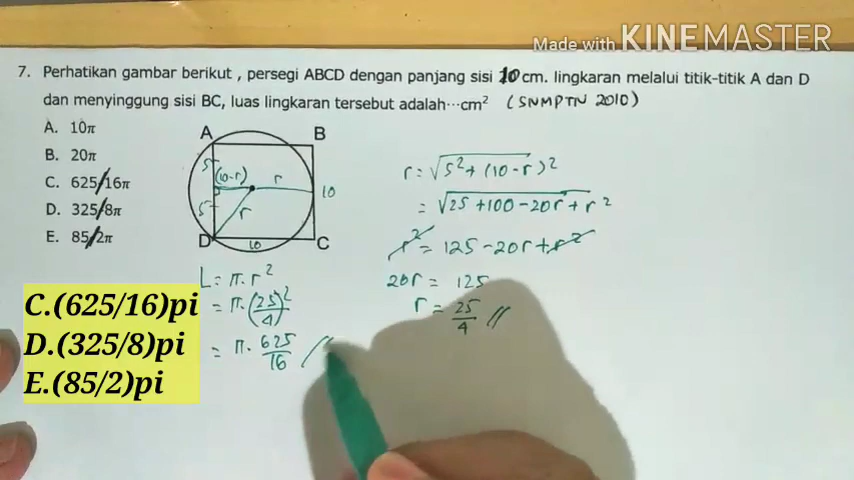 Made with KINEMASTER
7. Perhatikan gambar berikut , persegi ABCD dengan panjang sisi 10 cm. lingkaran melalui titik-titik A dan D
dan menyinggung sisi BC, luas lingkaran tersebut adalah...cm² (SNMPTN 2010)
A. 10π
B. 20π
C. 625/16π
D. 325/8π
E. 85/2π
A B
5 (10-r) r 10
5 r
D 10 C
r = √5² + (10-r)²
= √25 + 100 - 20r + r²
r² = 125 - 20r + r²
20r = 125
r = 25/4 //
L = π.r²
= π.(25/4)²
= π. 625/16 //
C.(625/16)pi
D.(325/8)pi
E.(85/2)pi